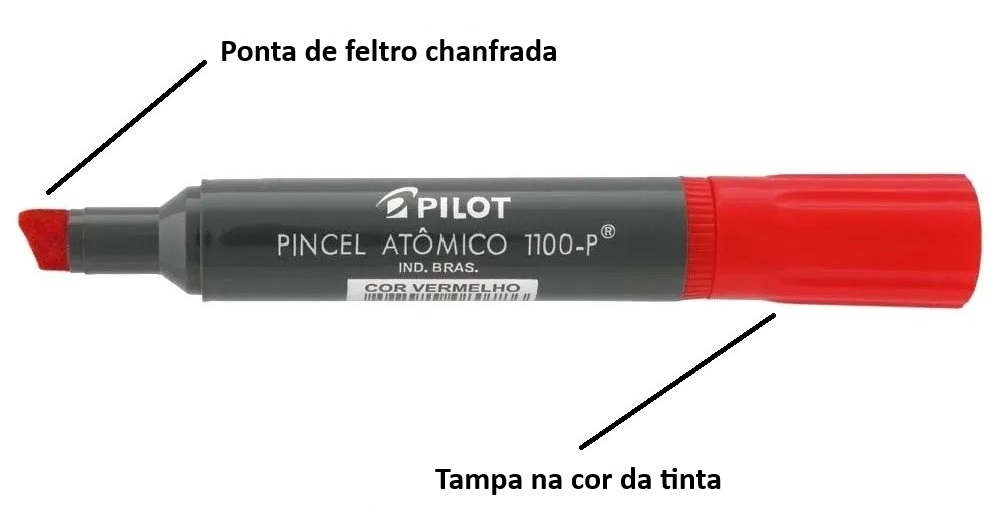 Ponta de feltro chanfrada
PILOT
PINCEL ATÔMICO 1100-P®
IND. BRAS.
COR VERMELHO
Tampa na cor da tinta